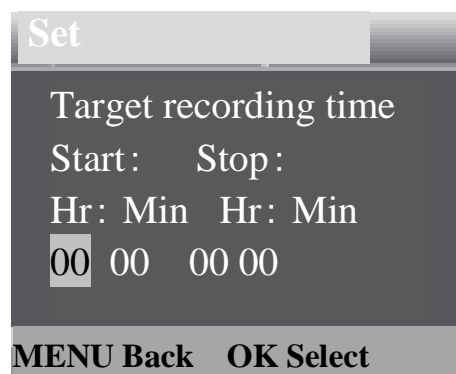 Set
Target recording time
Start: Stop:
Hr: Min Hr: Min
00 00 00 00
MENU Back OK Select